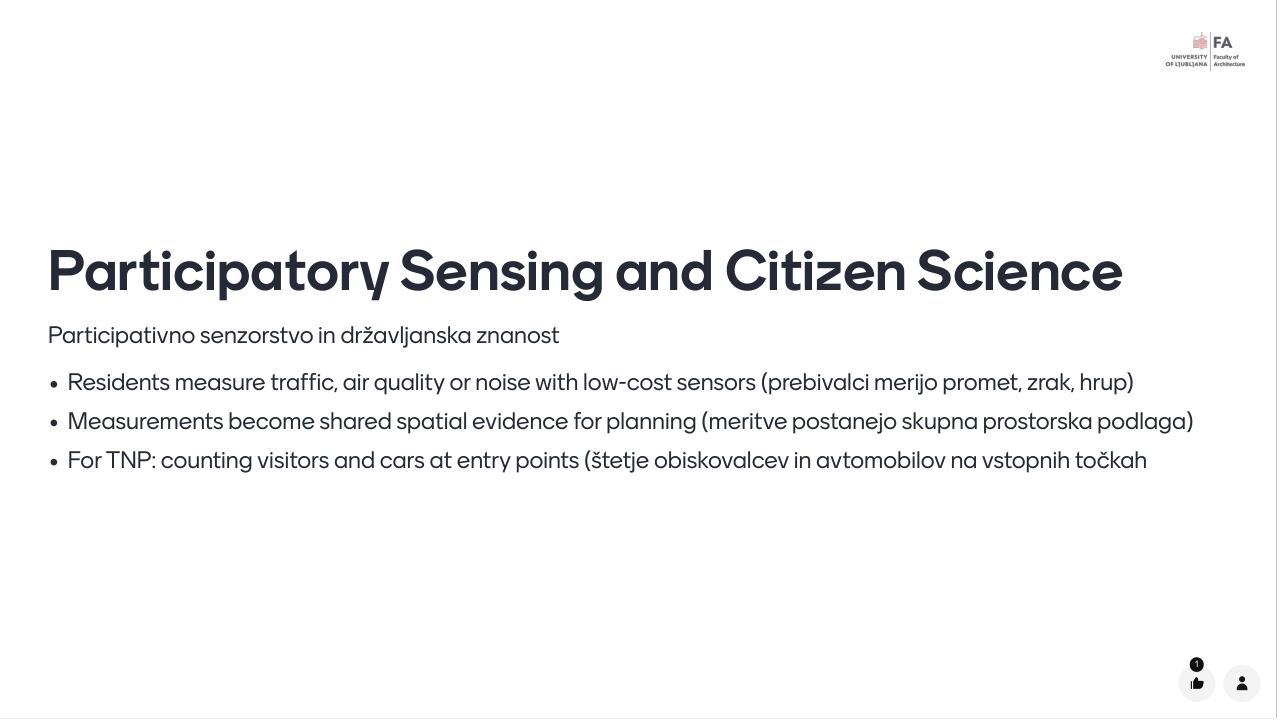 FA
UNIVERSITY
OF LJUBLJANA
Faculty of
Architecture
Participatory Sensing and Citizen Science
Participativno senzorstvo in državljanska znanost
• Residents measure traffic, air quality or noise with low-cost sensors (prebivalci merijo promet, zrak, hrup)
• Measurements become shared spatial evidence for planning (meritve postanejo skupna prostorska podlaga)
• For TNP: counting visitors and cars at entry points (štetje obiskovalcev in avtomobilov na vstopnih točkah
1